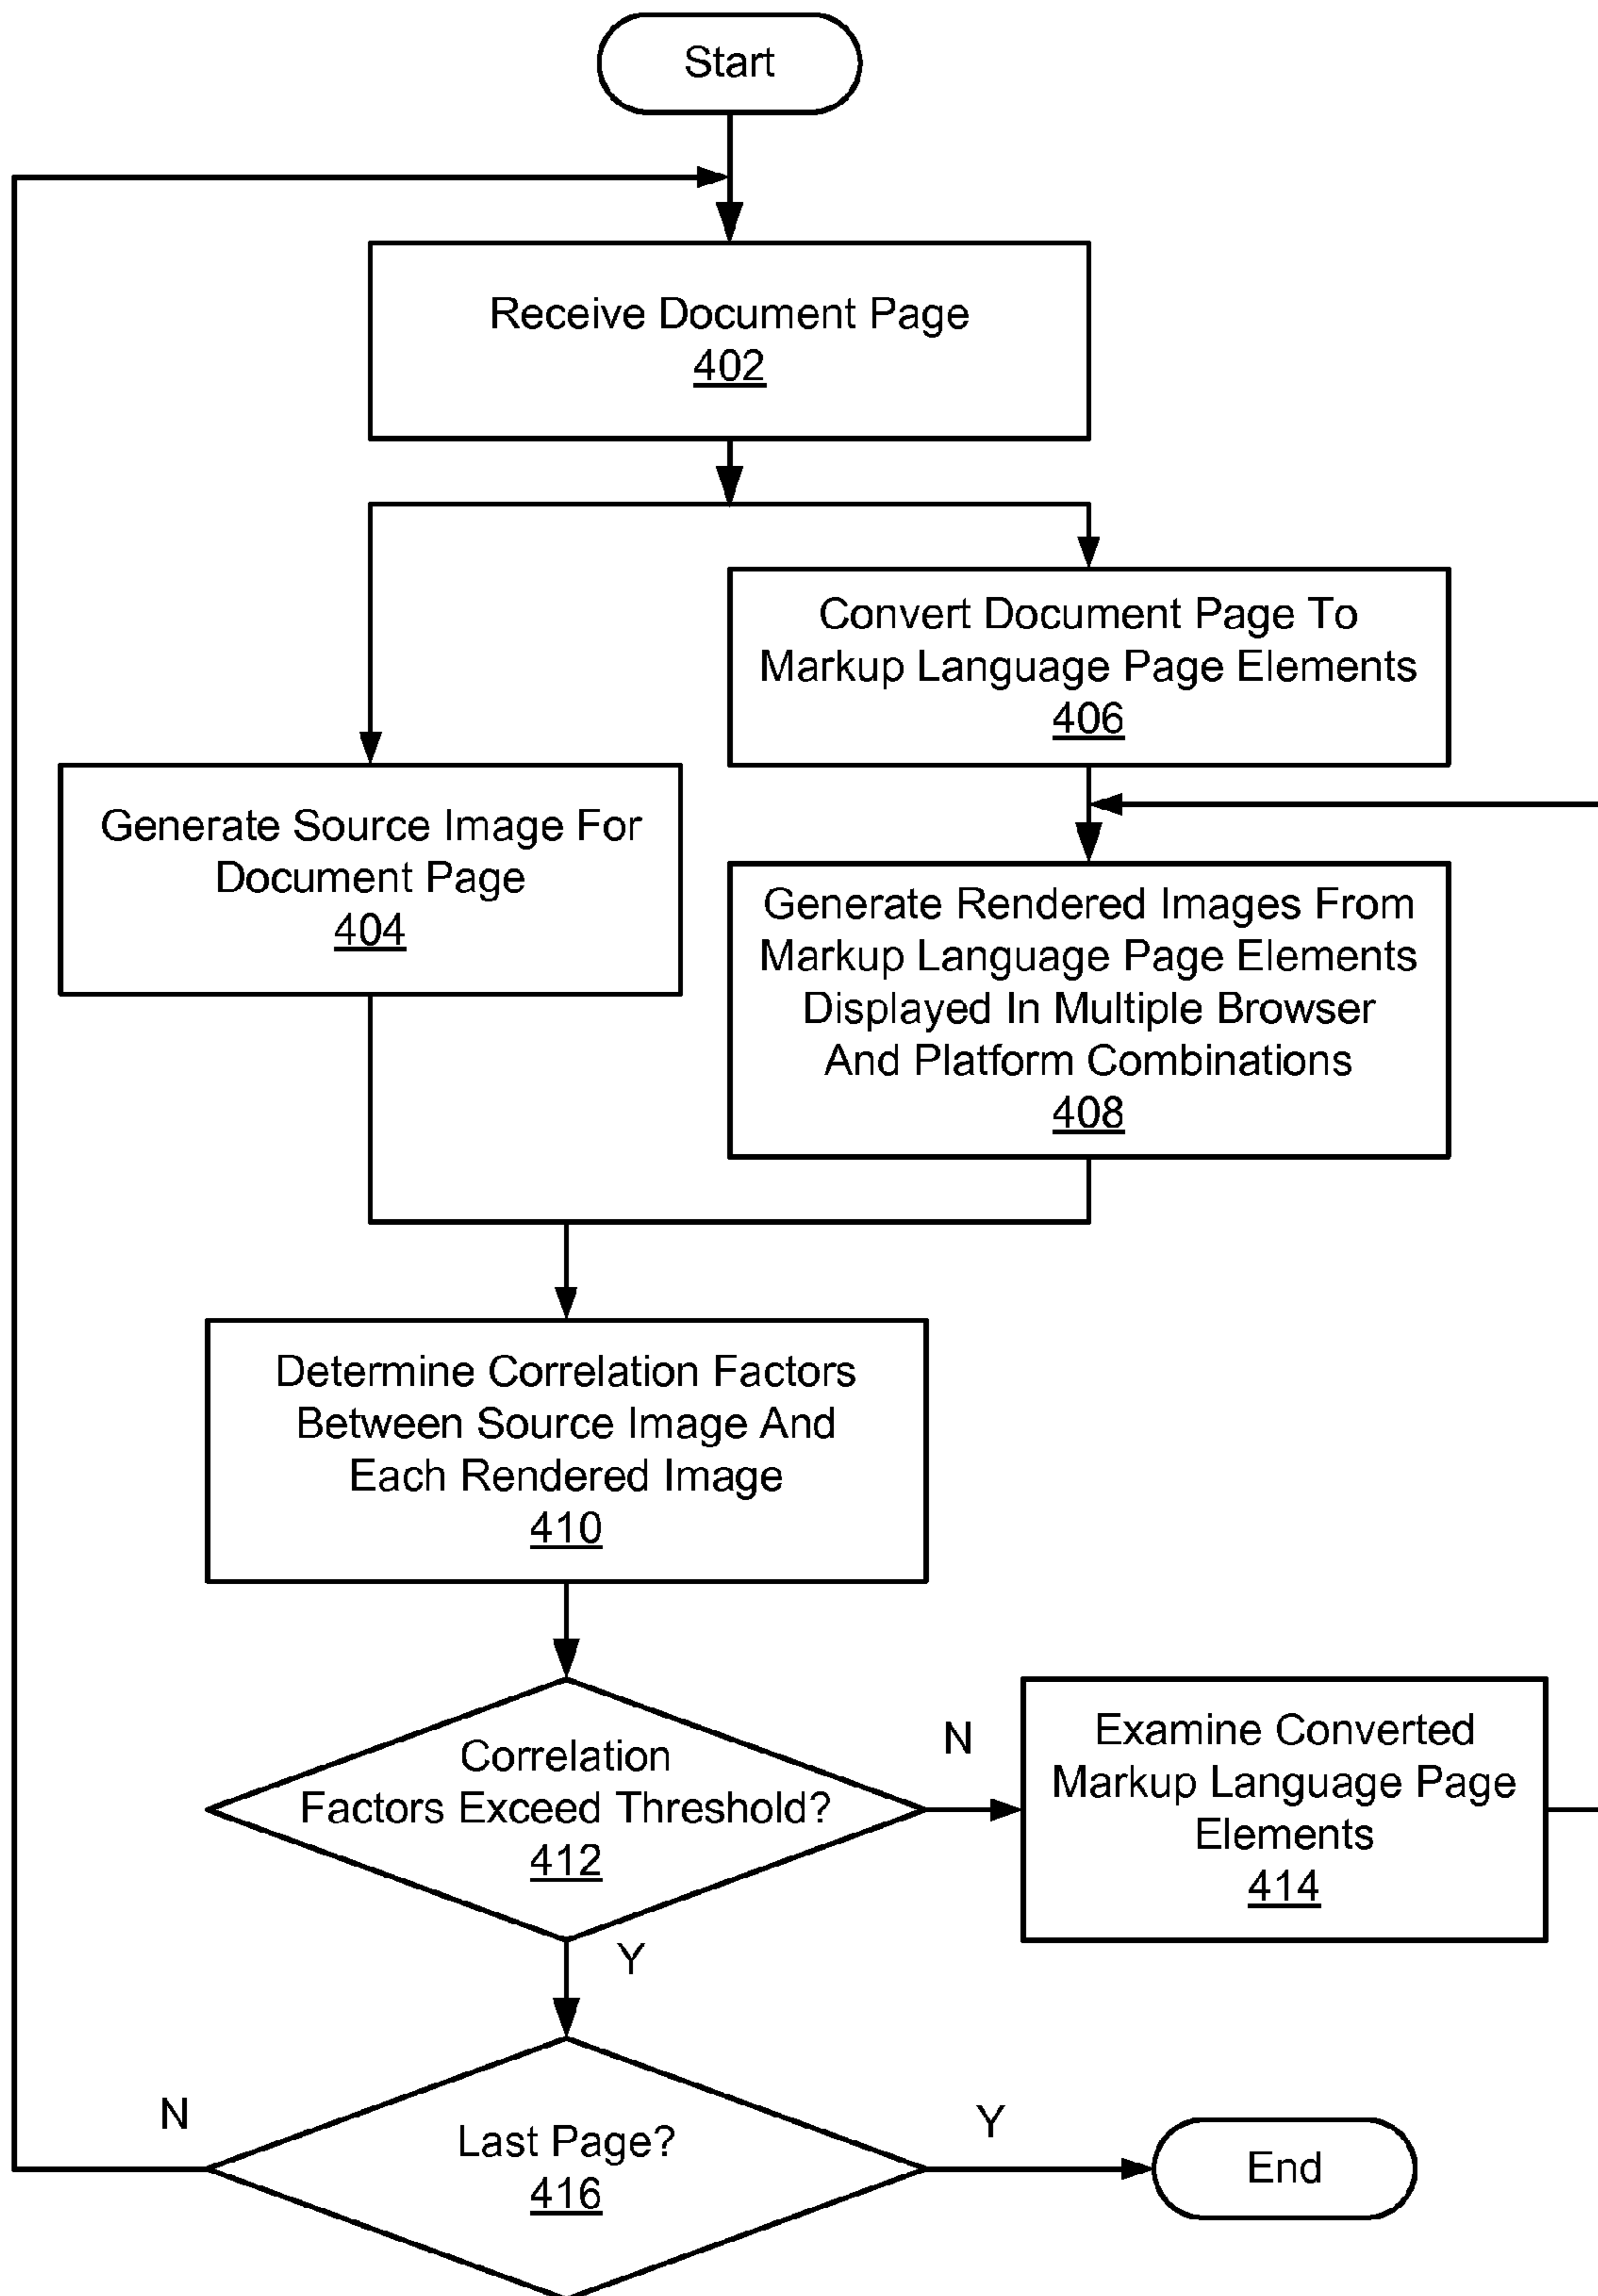 Start
Receive Document Page
402
Convert Document Page To
Markup Language Page Elements
406
Generate Source Image For
Document Page
404
Generate Rendered Images From
Markup Language Page Elements
Displayed In Multiple Browser
And Platform Combinations
408
Determine Correlation Factors
Between Source Image And
Each Rendered Image
410
Correlation
Factors Exceed Threshold?
412
N
Examine Converted
Markup Language Page
Elements
414
Y
N
Last Page?
416
Y
End